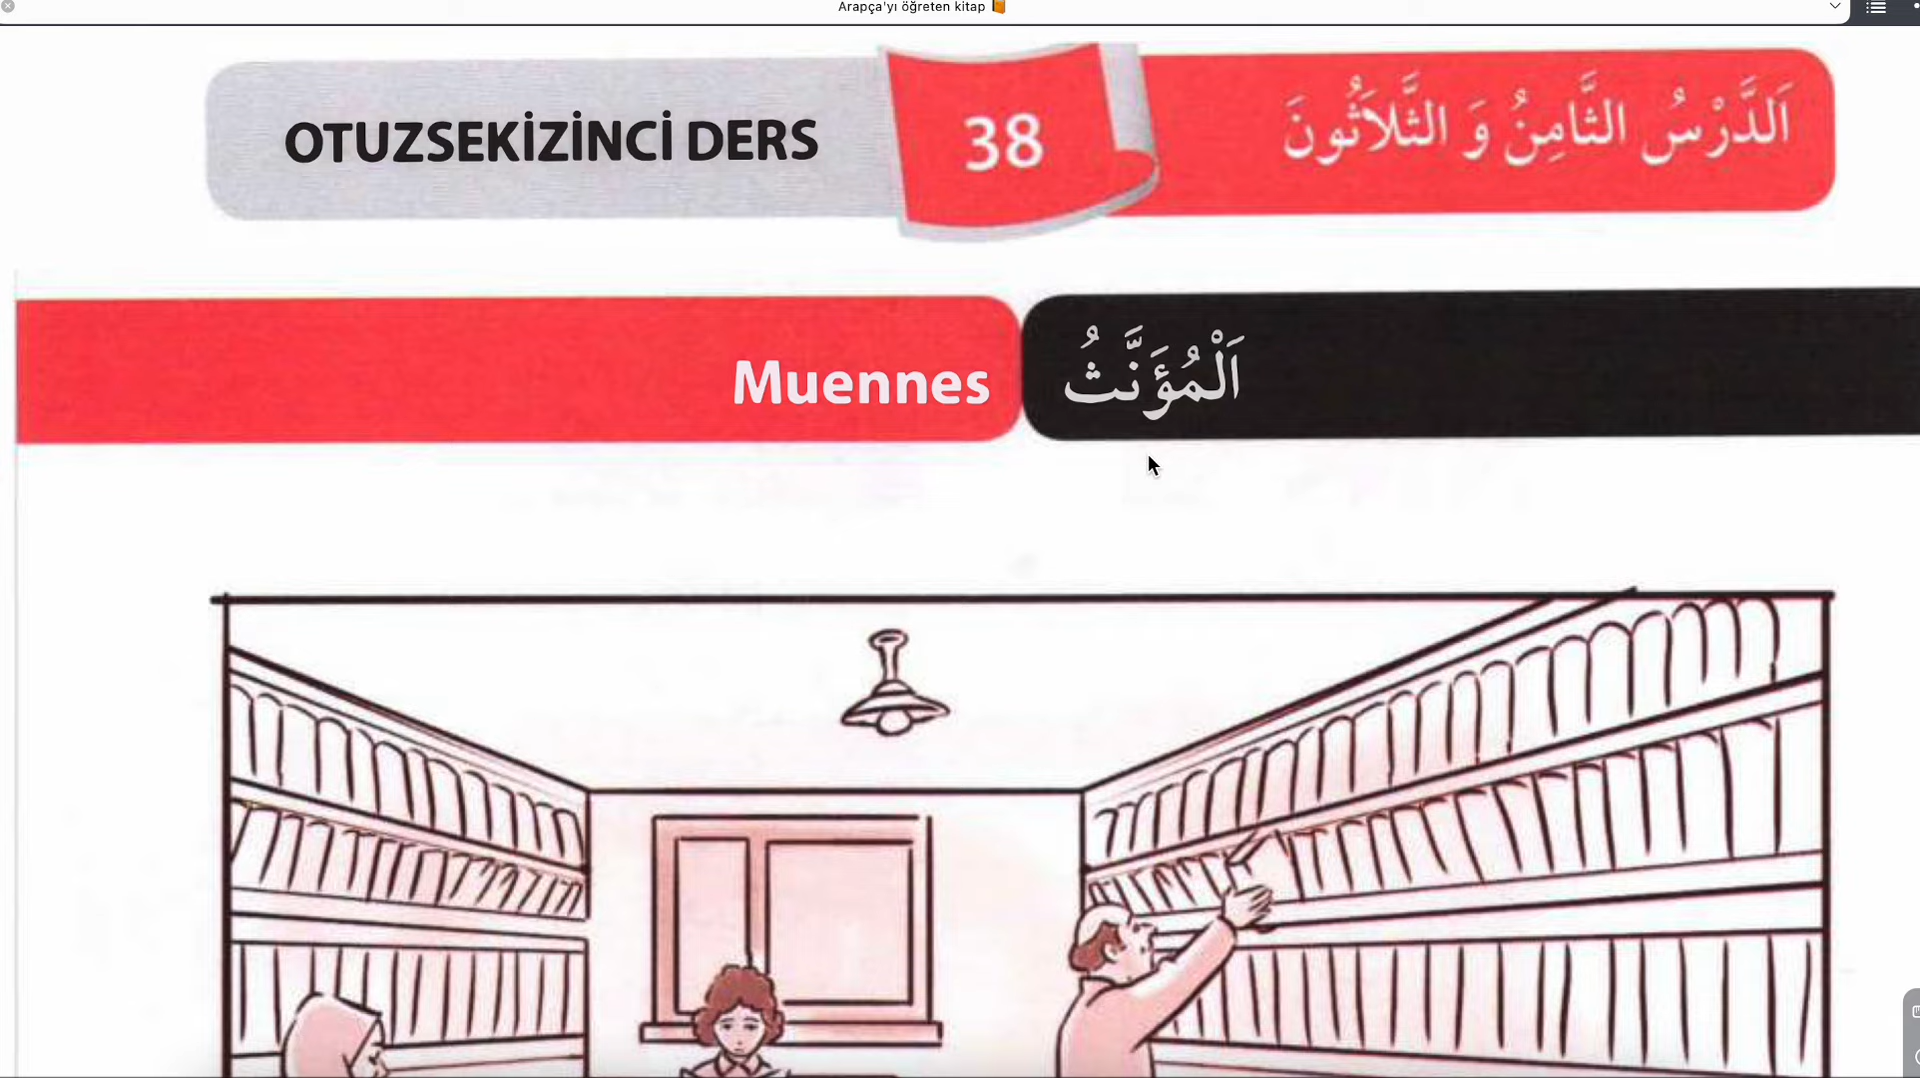 Arapça'yı öğreten kitap
OTUZSEKİZİNCİ DERS
38
اَلدَّرْسُ الثَّامِنُ وَ الثَّلَاثُونَ
Muennes
اَلْمُؤَنَّثُ